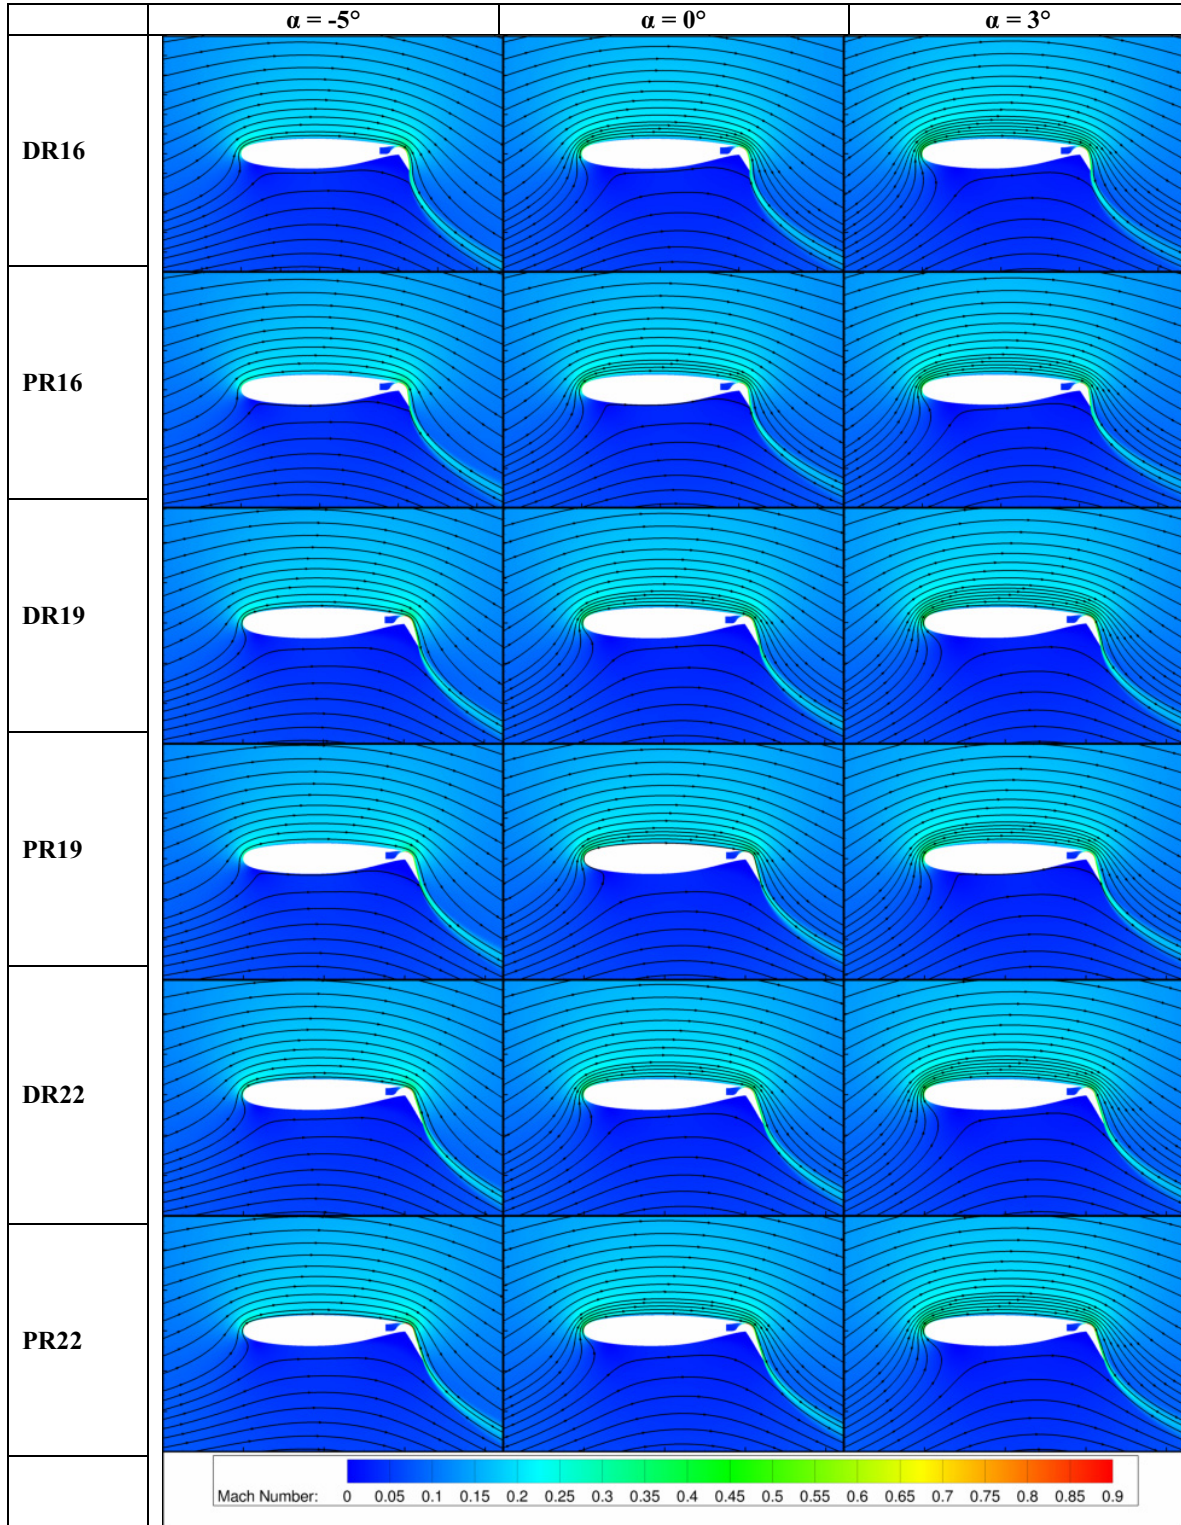 α = -5° α = 0° α = 3°
DR16
PR16
DR19
PR19
DR22
PR22
Mach Number: 0 0.05 0.1 0.15 0.2 0.25 0.3 0.35 0.4 0.45 0.5 0.55 0.6 0.65 0.7 0.75 0.8 0.85 0.9